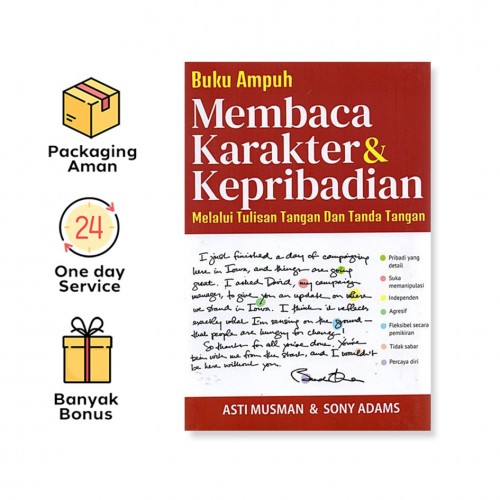 Packaging
Aman
24
One day
Service
Banyak
Bonus
Buku Ampuh
Membaca
Karakter &
Kepribadian
Melalui Tulisan Tangan Dan Tanda Tangan
I just finished a day of campaigning
here in Iowa, and things are going
great. I asked David, my campaign
manager, to give you an update on where
we stand in Iowa. I think it reflects
exactly what I'm sensing on the ground —
that people are hungry for change.
So thanks for all you've done. You've
been with me from the start, and I wouldn't
be here without you.
Pribadi yang
detail
Suka
memanipulasi
Independen
Agresif
Fleksibel secara
pemikiran
Tidak sabar
Percaya diri
ASTI MUSMAN & SONY ADAMS